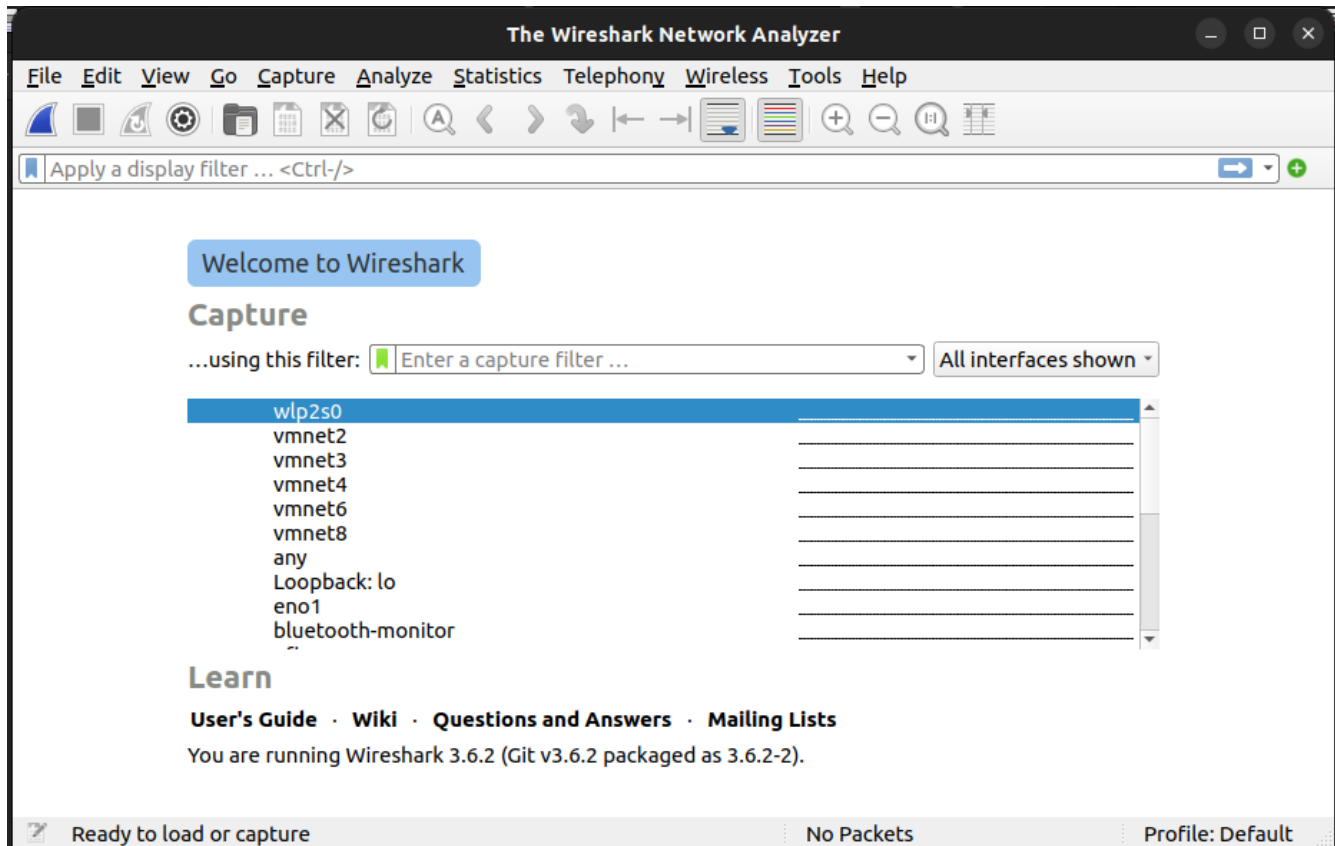 The Wireshark Network Analyzer
File Edit View Go Capture Analyze Statistics Telephony Wireless Tools Help
Apply a display filter … <Ctrl-/>
Welcome to Wireshark
Capture
…using this filter: Enter a capture filter … All interfaces shown
wlp2s0
vmnet2
vmnet3
vmnet4
vmnet6
vmnet8
any
Loopback: lo
eno1
bluetooth-monitor
Learn
User's Guide · Wiki · Questions and Answers · Mailing Lists
You are running Wireshark 3.6.2 (Git v3.6.2 packaged as 3.6.2-2).
Ready to load or capture No Packets Profile: Default